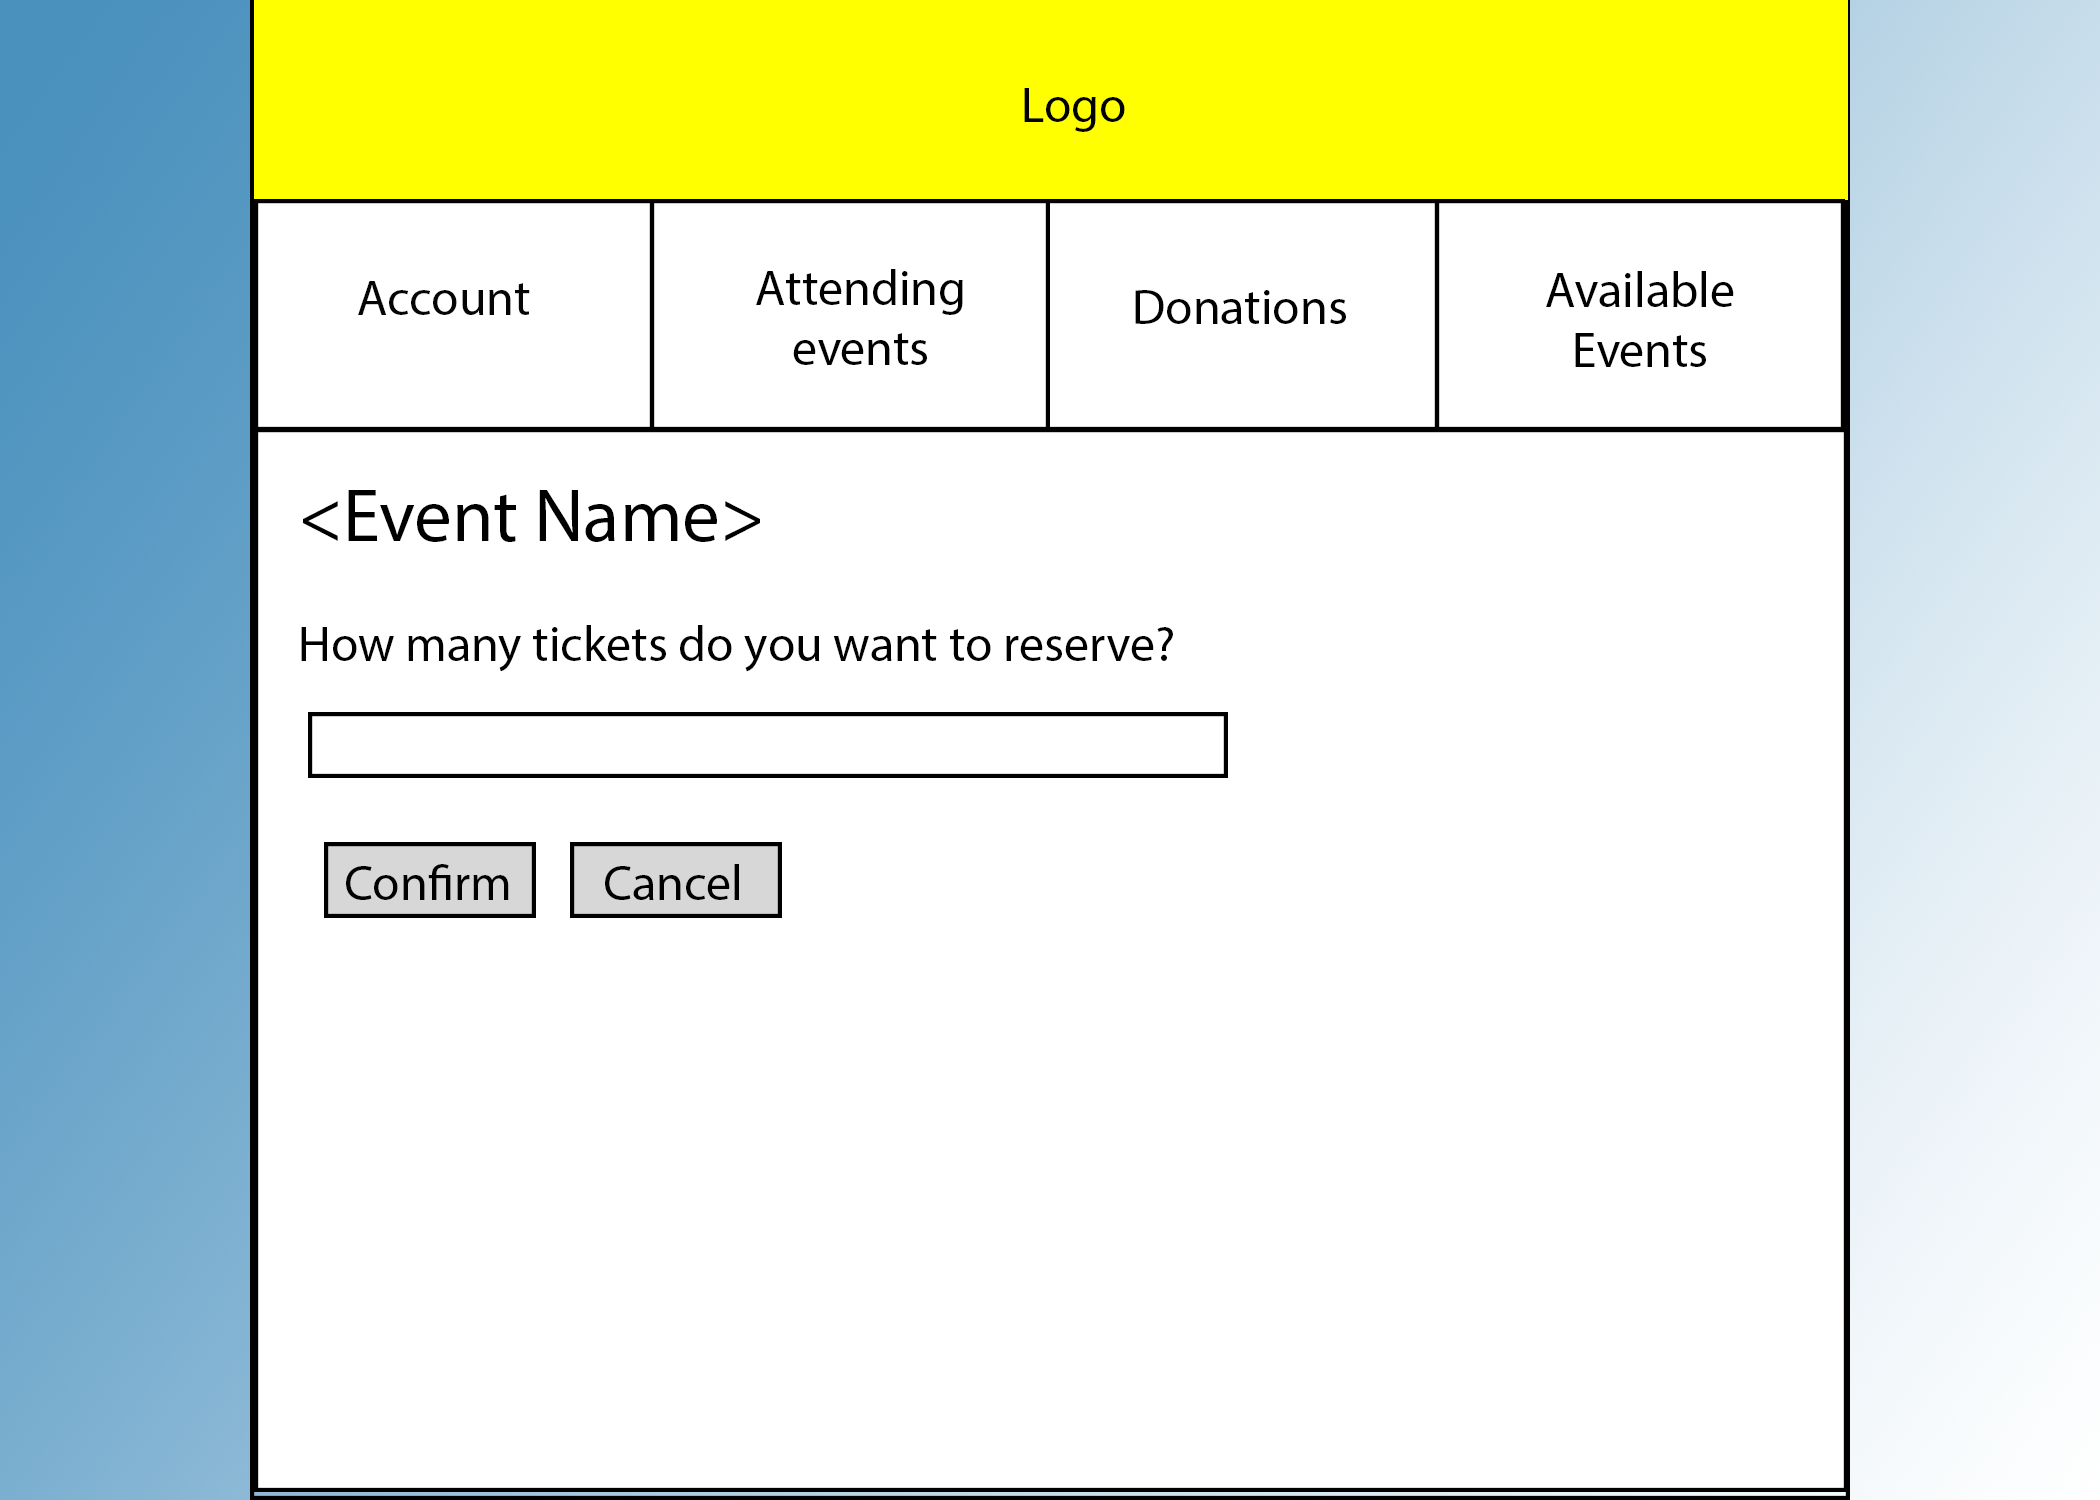 Logo
Account
Attending
events
Donations
Available
Events
<Event Name>
How many tickets do you want to reserve?
Confirm
Cancel